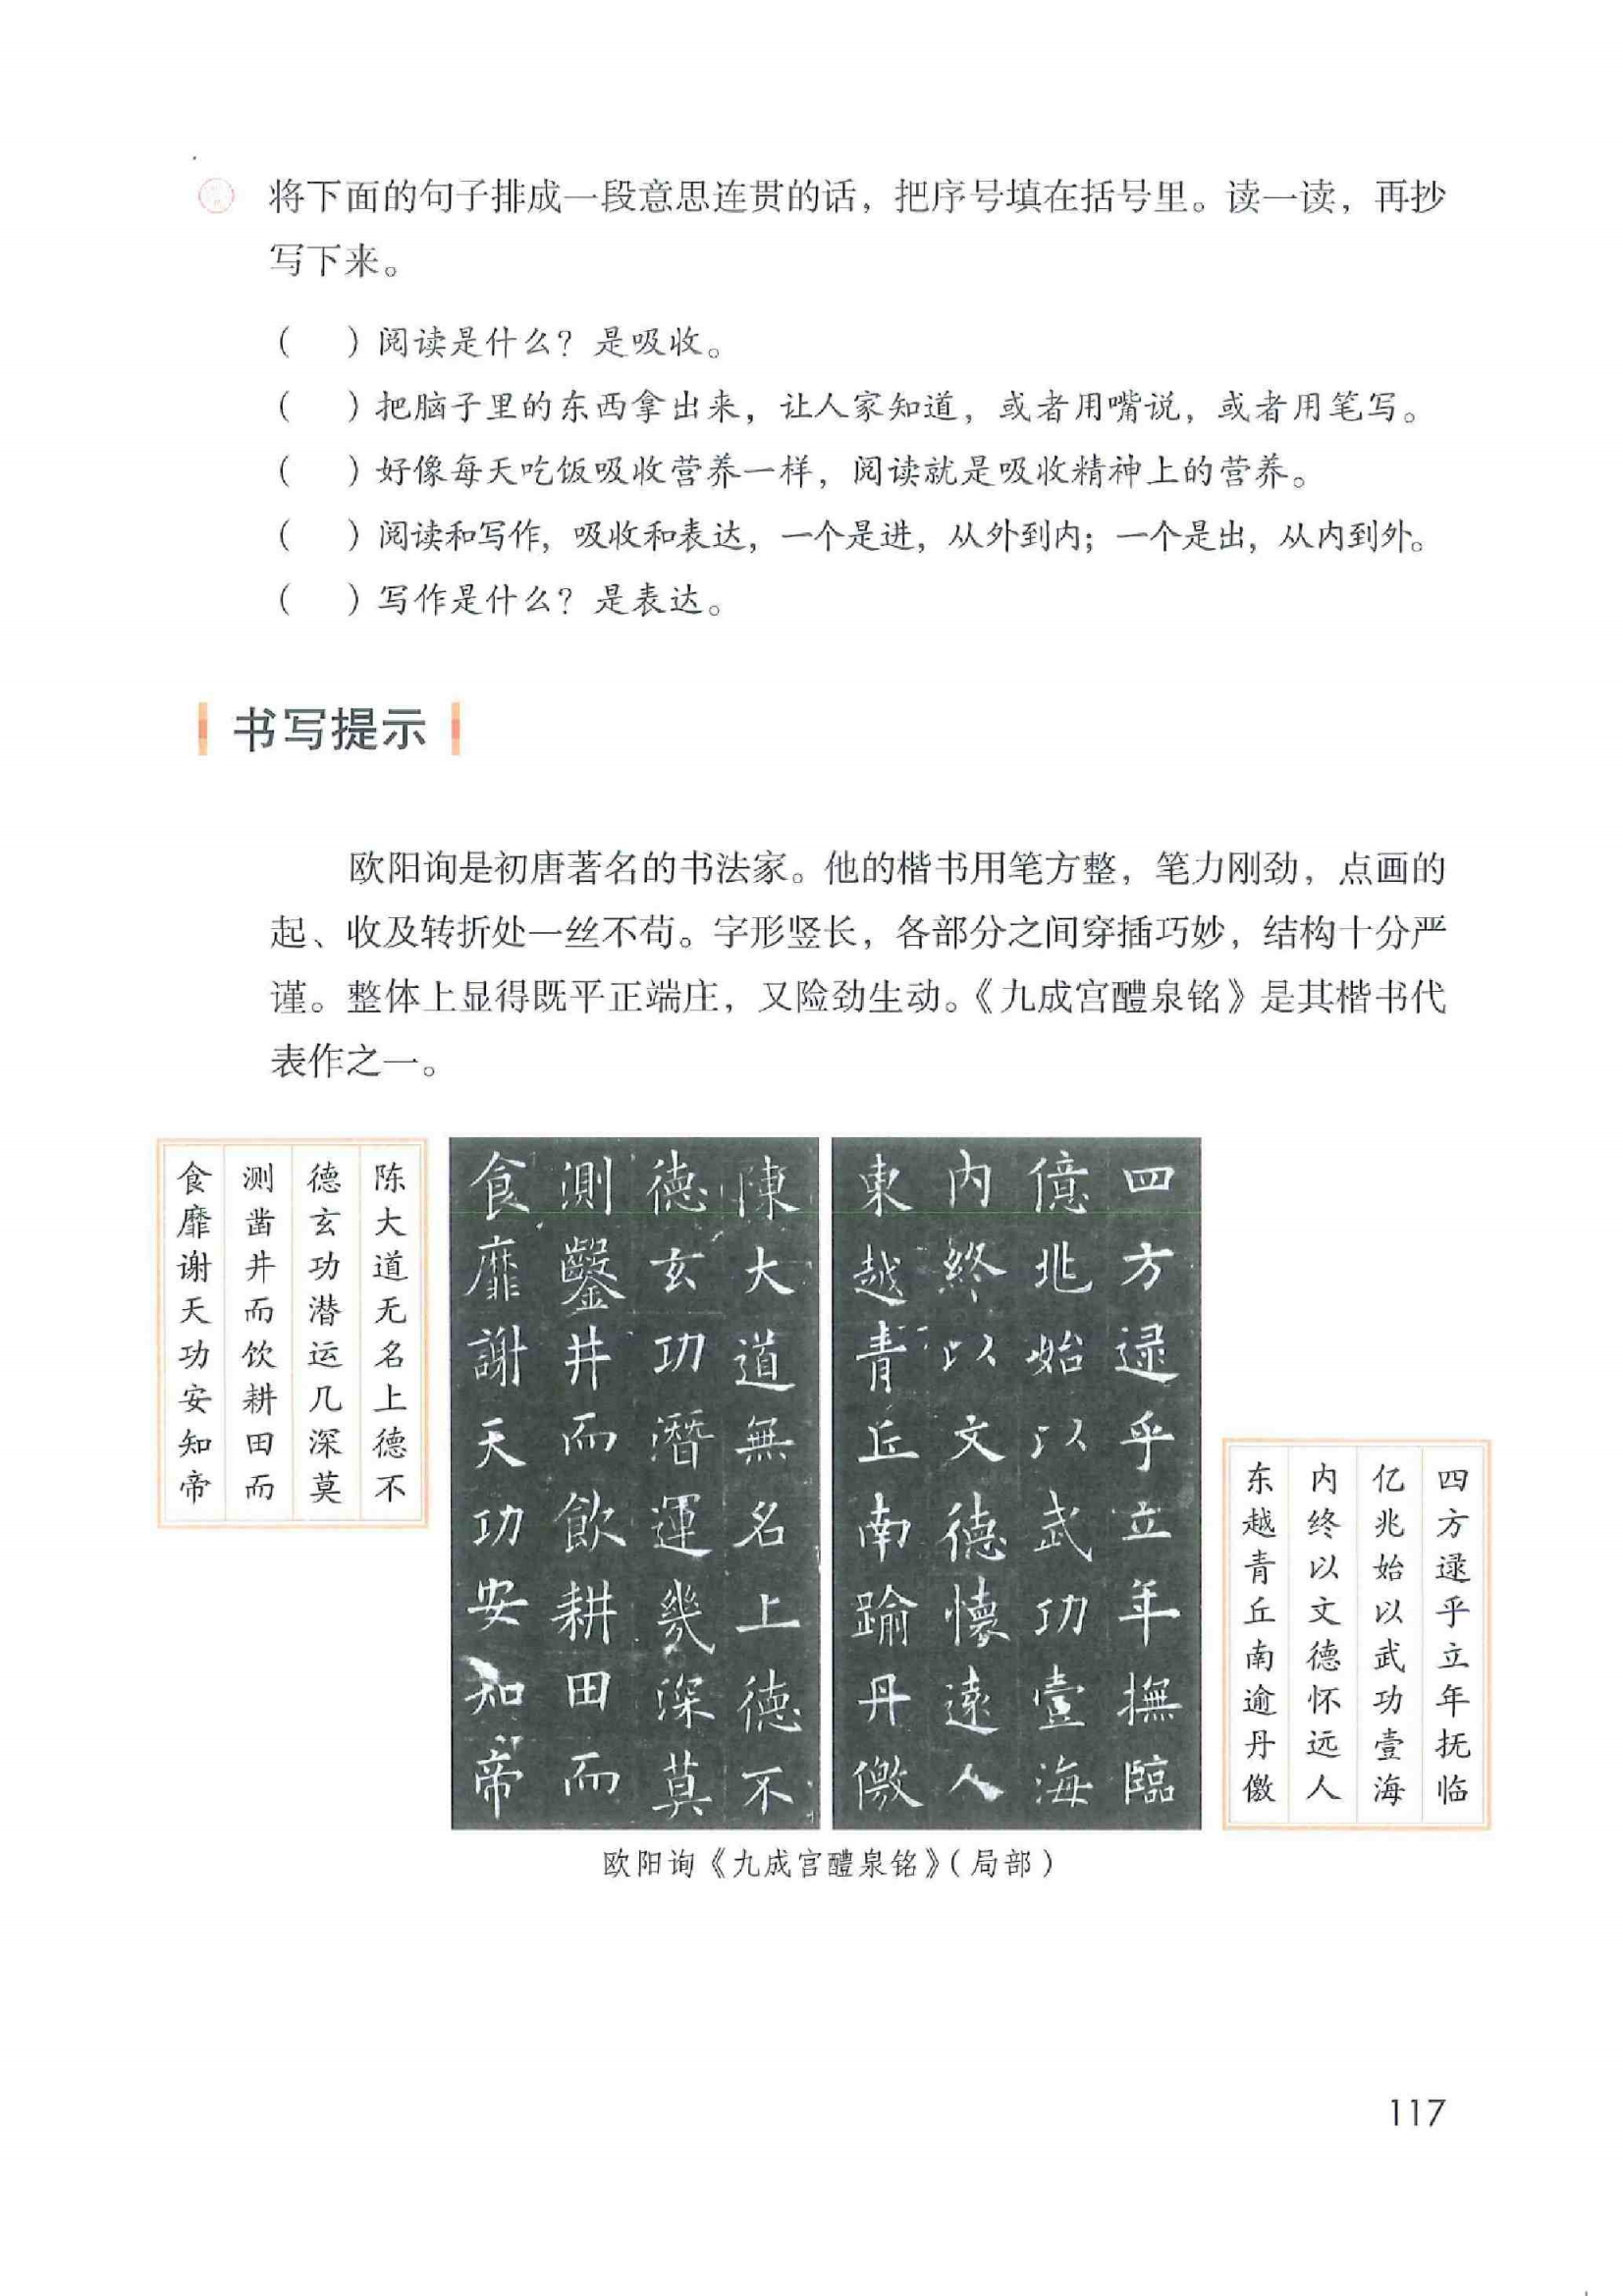 将下面的句子排成一段意思连贯的话，把序号填在括号里。读一读，再抄
写下来。
（　）阅读是什么？是吸收。
（　）把脑子里的东西拿出来，让人家知道，或者用嘴说，或者用笔写。
（　）好像每天吃饭吸收营养一样，阅读就是吸收精神上的营养。
（　）阅读和写作，吸收和表达，一个是进，从外到内；一个是出，从内到外。
（　）写作是什么？是表达。
书写提示
欧阳询是初唐著名的书法家。他的楷书用笔方整，笔力刚劲，点画的
起、收及转折处一丝不苟。字形竖长，各部分之间穿插巧妙，结构十分严
谨。整体上显得既平正端庄，又险劲生动。《九成宫醴泉铭》是其楷书代
表作之一。
四方逯乎立年抚临
亿兆始以武功壹海
内终以文德怀远人
东越青丘南逾丹儌
四方逯乎立年撫臨
億兆始以武功壹海
内終以文德懷遠人
東越青丘南踰丹儌
陳大道無名上德不
德玄功潛運幾深莫
測鑿井而飲耕田而
食靡謝天功安知帝
陈大道无名上德不
德玄功潜运几深莫
测凿井而饮耕田而
食靡谢天功安知帝
欧阳询《九成宫醴泉铭》（局部）
117